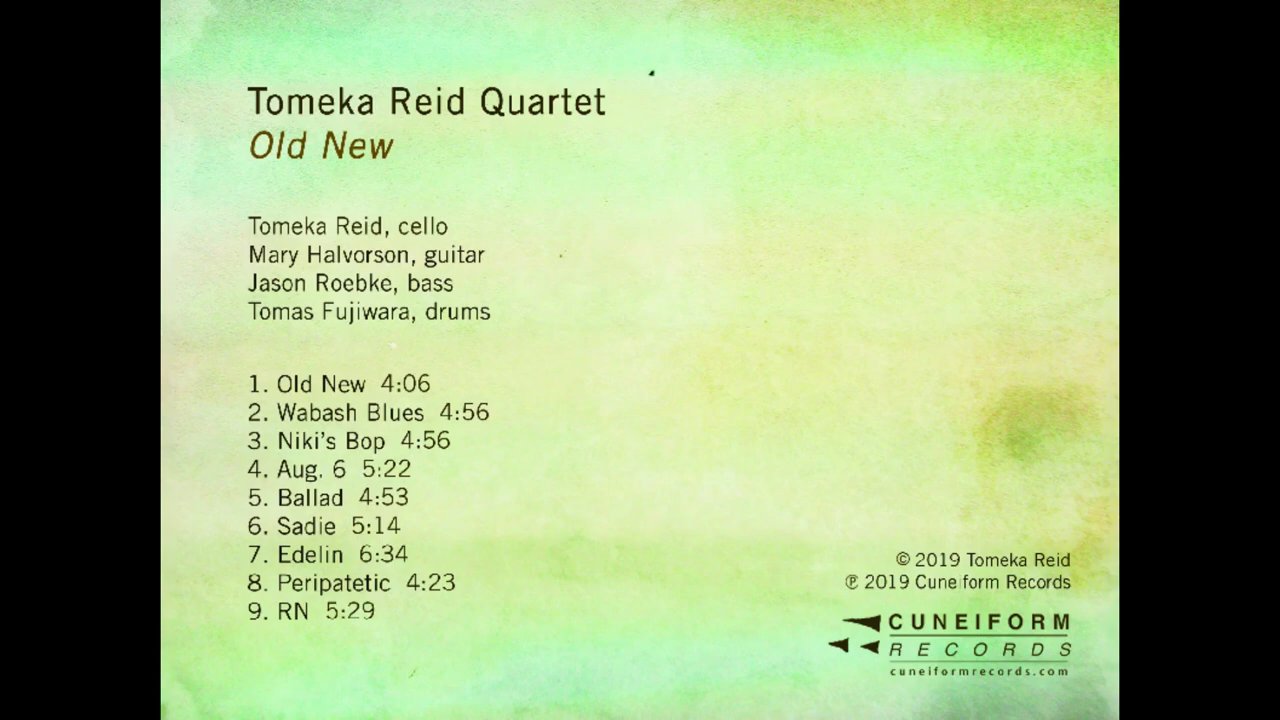 Tomeka Reid Quartet
Old New
Tomeka Reid, cello
Mary Halvorson, guitar
Jason Roebke, bass
Tomas Fujiwara, drums
1. Old New 4:06
2. Wabash Blues 4:56
3. Niki's Bop 4:56
4. Aug. 6 5:22
5. Ballad 4:53
6. Sadie 5:14
7. Edelin 6:34
8. Peripatetic 4:23
9. RN 5:29
© 2019 Tomeka Reid
℗ 2019 Cuneiform Records
CUNEIFORM
RECORDS
cuneiformrecords.com